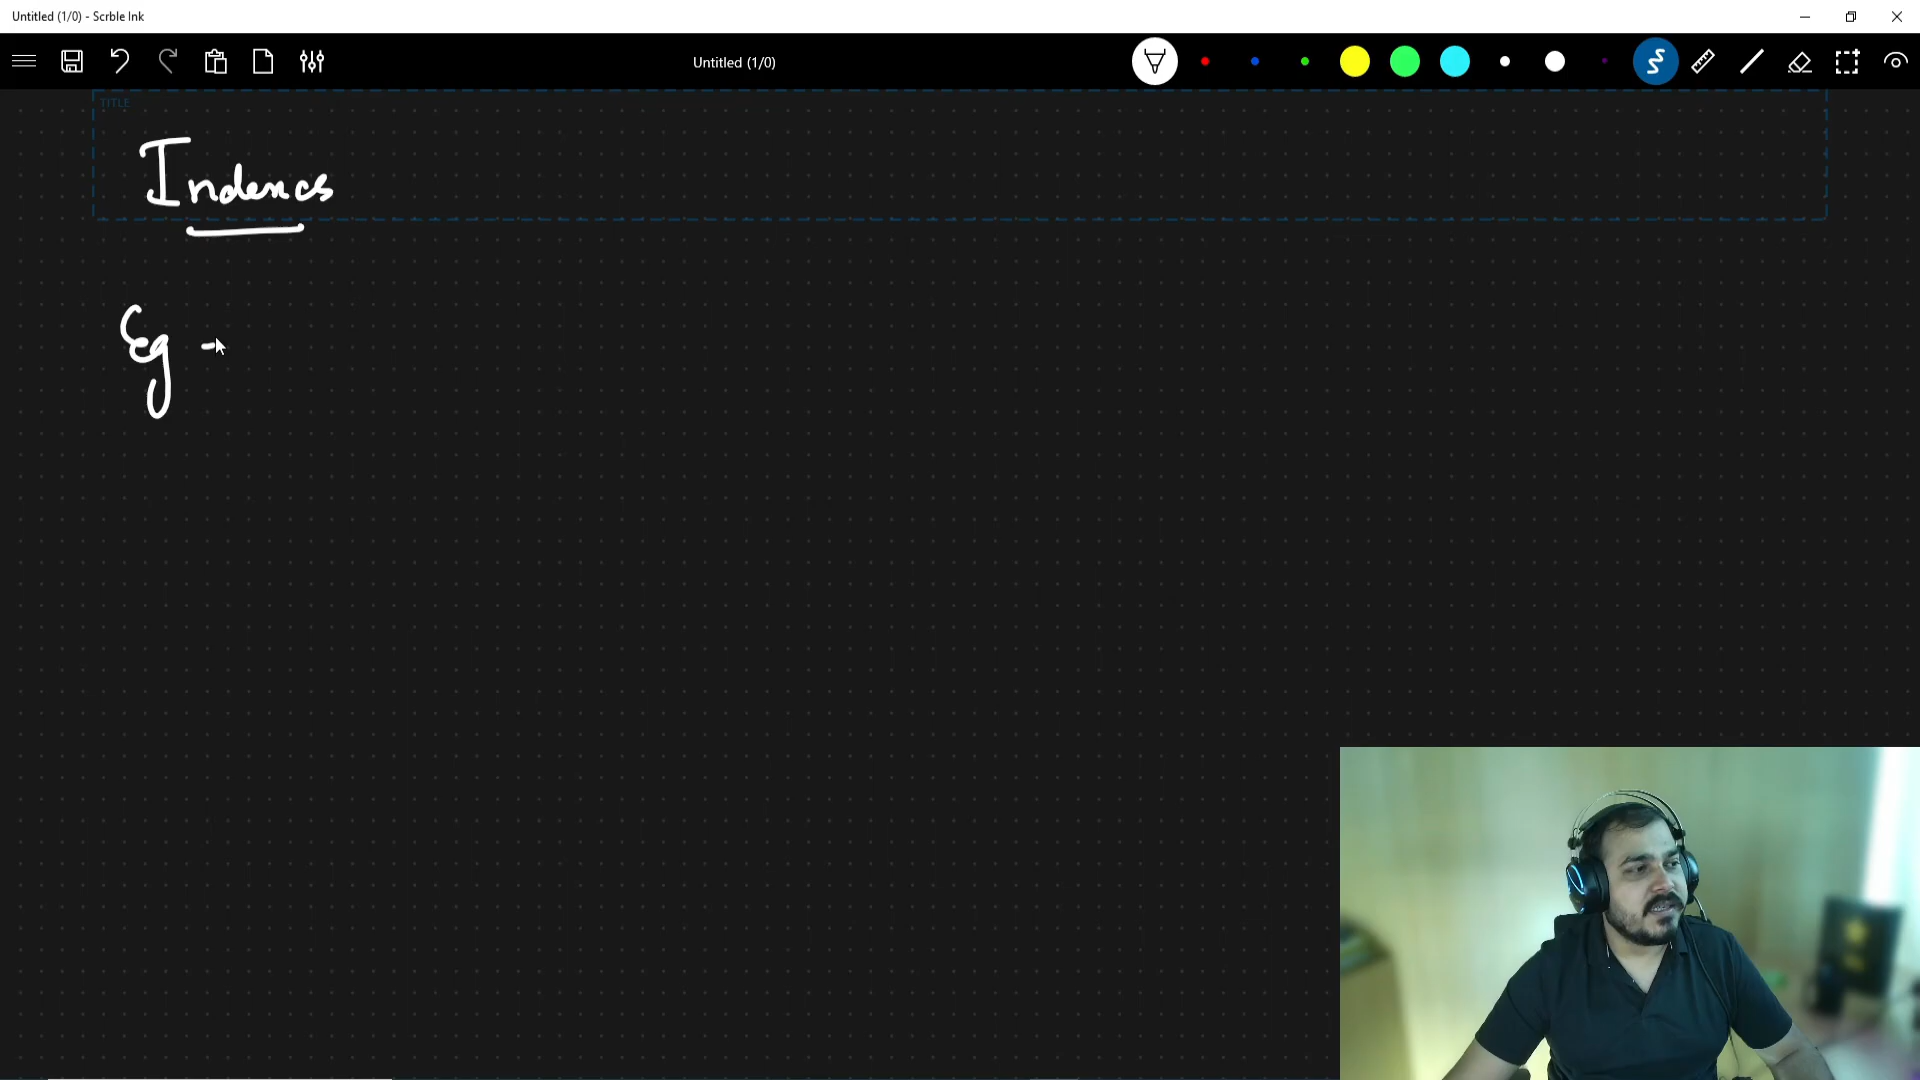 Untitled (1/0) - Scrble Ink
Untitled (1/0)
TITLE
Indexes
Eg -